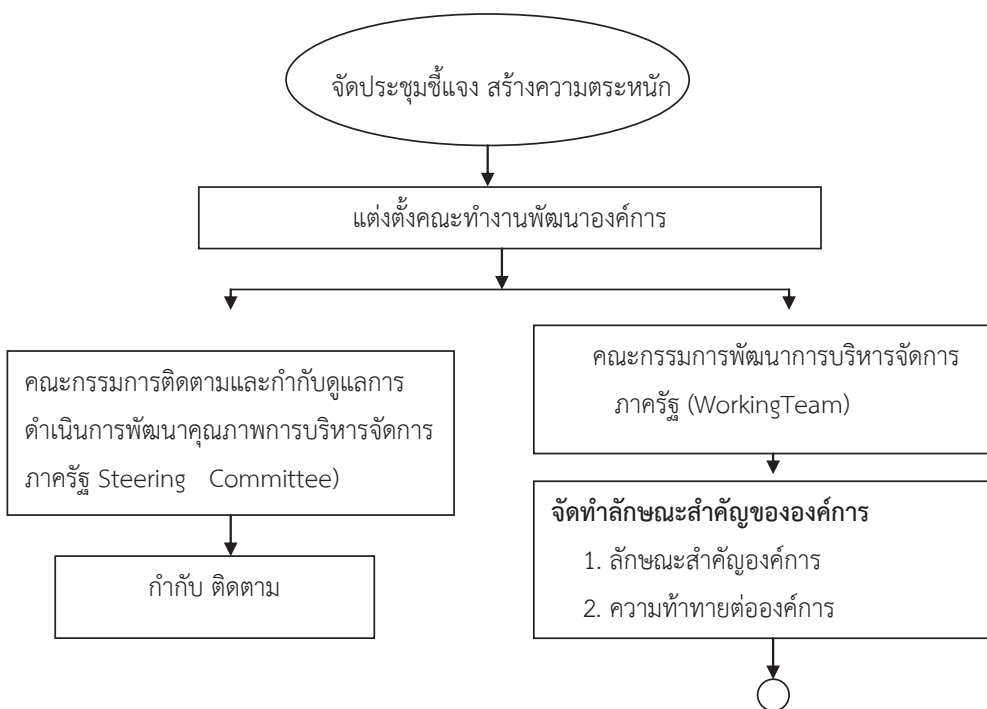 จัดประชุมชี้แจง สร้างความตระหนัก
แต่งตั้งคณะทำงานพัฒนาองค์การ
คณะกรรมการติดตามและกำกับดูแลการ
ดำเนินการพัฒนาคุณภาพการบริหารจัดการ
ภาครัฐ Steering Committee)
กำกับ ติดตาม
คณะกรรมการพัฒนาการบริหารจัดการ
ภาครัฐ (WorkingTeam)
จัดทำลักษณะสำคัญขององค์การ
1. ลักษณะสำคัญองค์การ
2. ความท้าทายต่อองค์การ